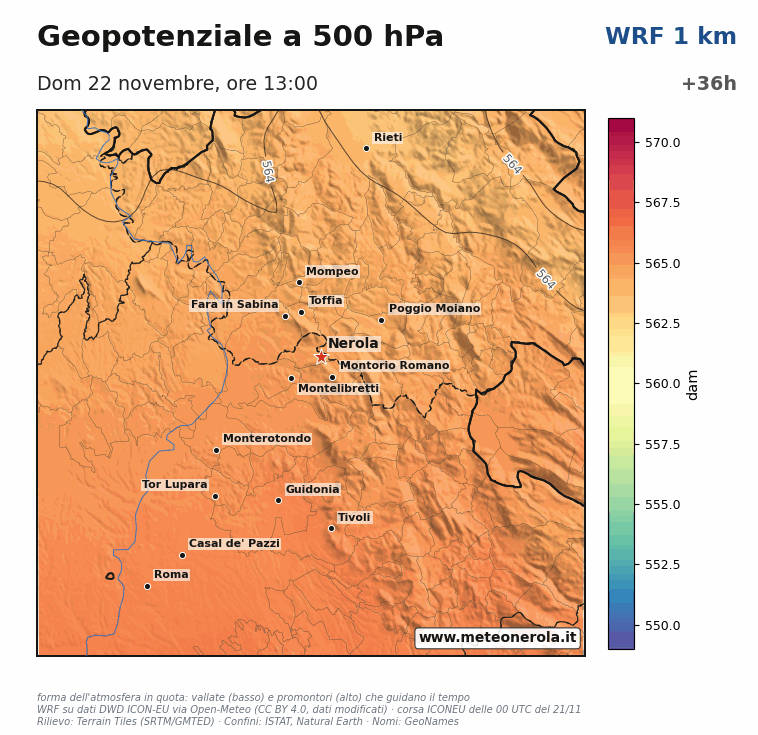 Geopotenziale a 500 hPa
WRF 1 km
Dom 22 novembre, ore 13:00
+36h
Rieti
564
564
564
Mompeo
Toffia
Fara in Sabina
Poggio Moiano
Nerola
Montorio Romano
Montelibretti
Monterotondo
Tor Lupara
Guidonia
Tivoli
Casal de' Pazzi
Roma
www.meteonerola.it
570.0
567.5
565.0
562.5
560.0
557.5
555.0
552.5
550.0
dam
forma dell'atmosfera in quota: vallate (basso) e promontori (alto) che guidano il tempo
WRF su dati DWD ICON-EU via Open-Meteo (CC BY 4.0, dati modificati) · corsa ICONEU delle 00 UTC del 21/11
Rilievo: Terrain Tiles (SRTM/GMTED) · Confini: ISTAT, Natural Earth · Nomi: GeoNames